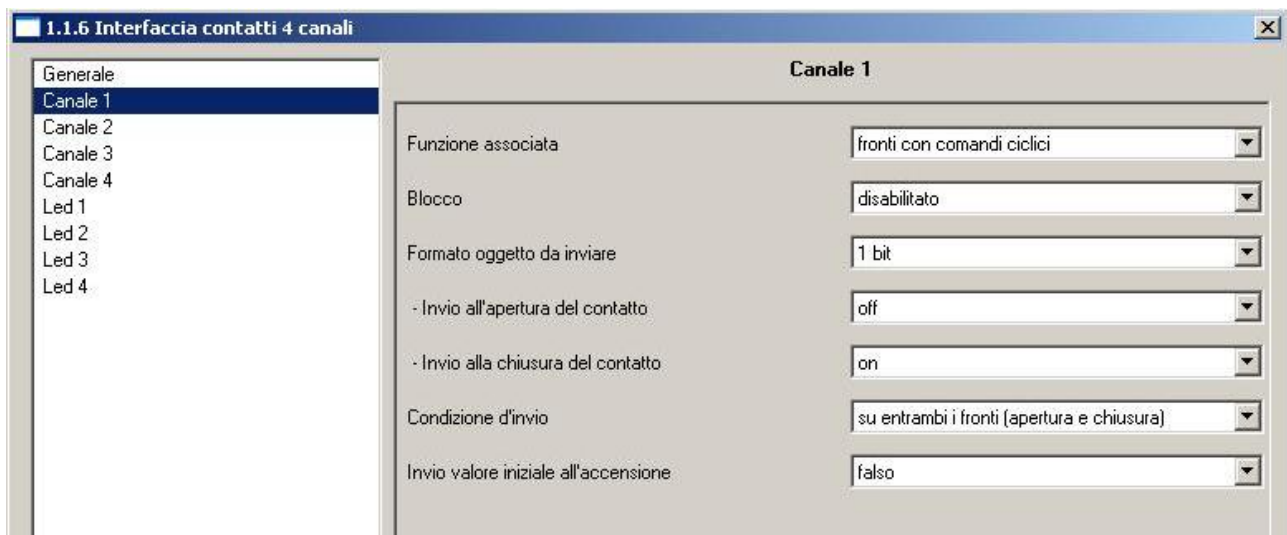 1.1.6 Interfaccia contatti 4 canali
Generale
Canale 1
Canale 2
Canale 3
Canale 4
Led 1
Led 2
Led 3
Led 4
Canale 1
Funzione associata fronti con comandi ciclici
Blocco disabilitato
Formato oggetto da inviare 1 bit
- Invio all'apertura del contatto off
- Invio alla chiusura del contatto on
Condizione d'invio su entrambi i fronti (apertura e chiusura)
Invio valore iniziale all'accensione falso